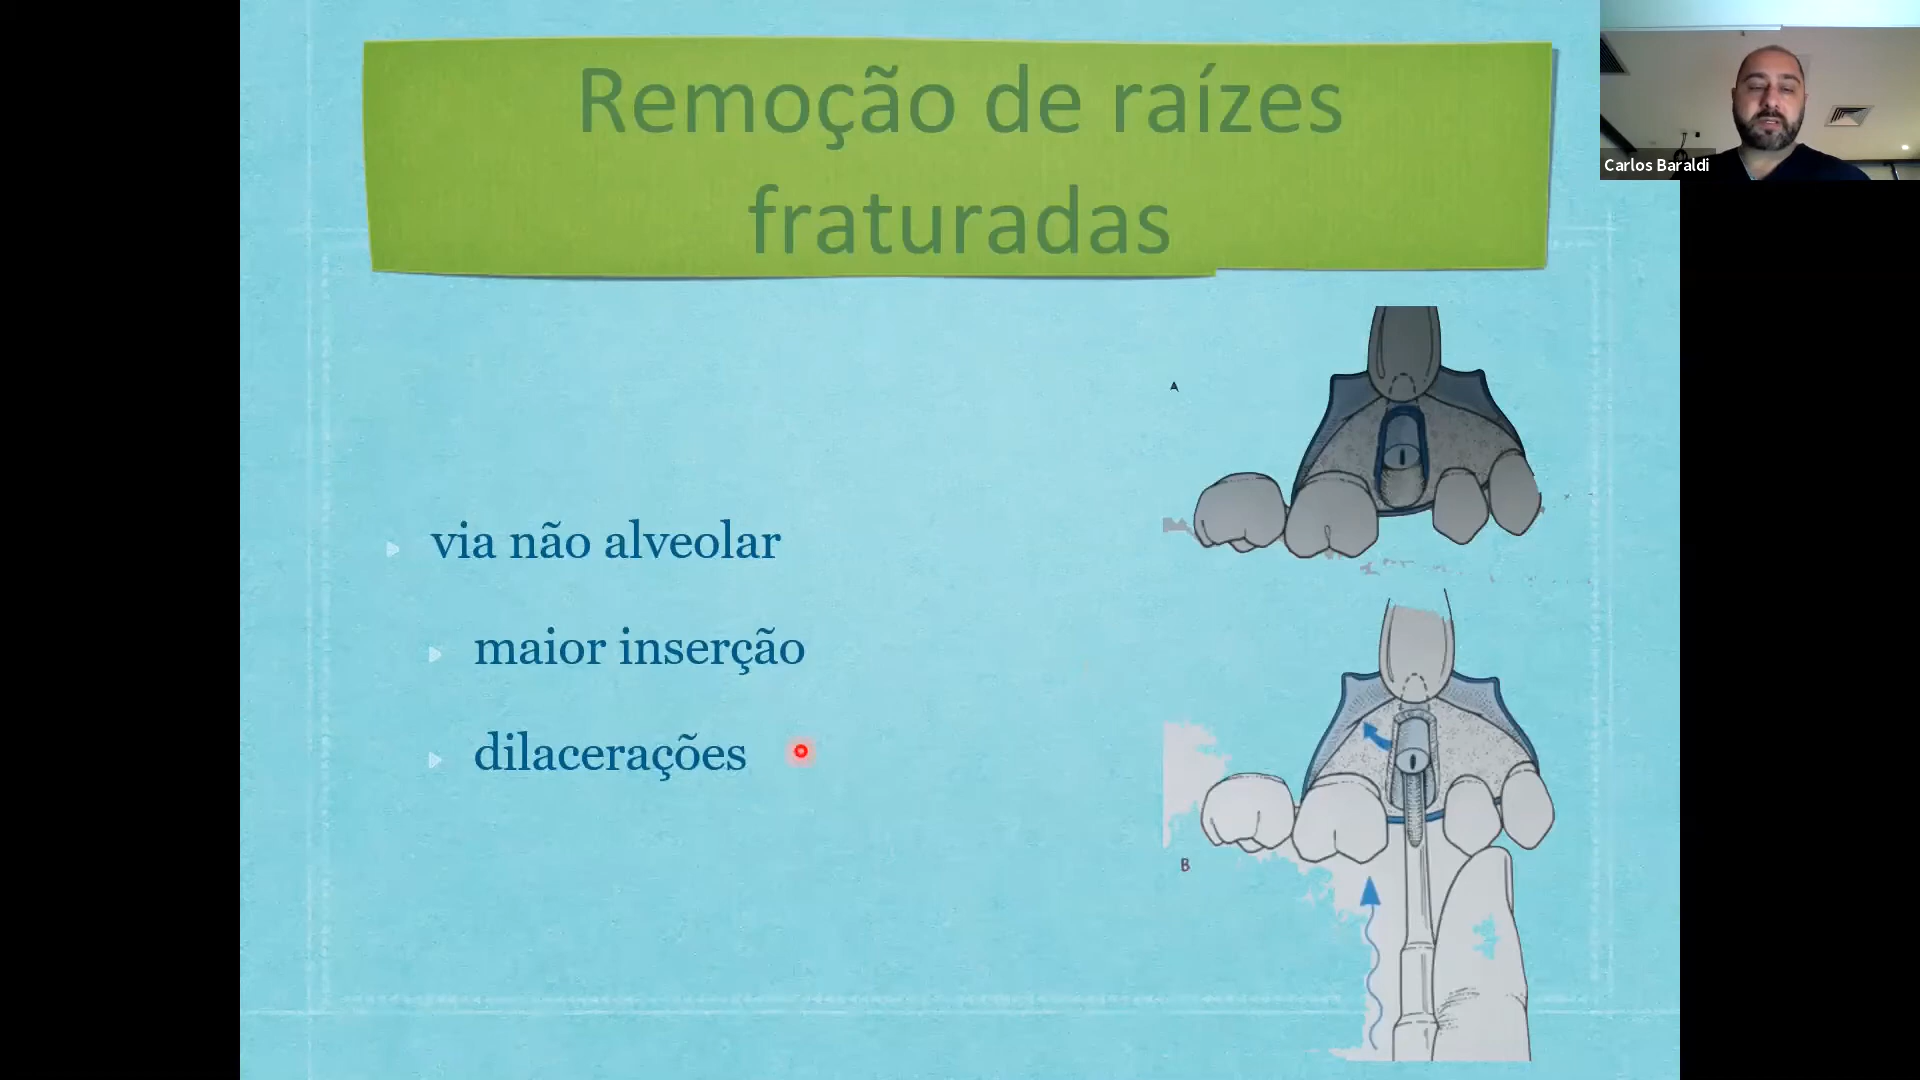 Remoção de raízes
fraturadas
Carlos Baraldi
A
via não alveolar
maior inserção
dilacerações
B